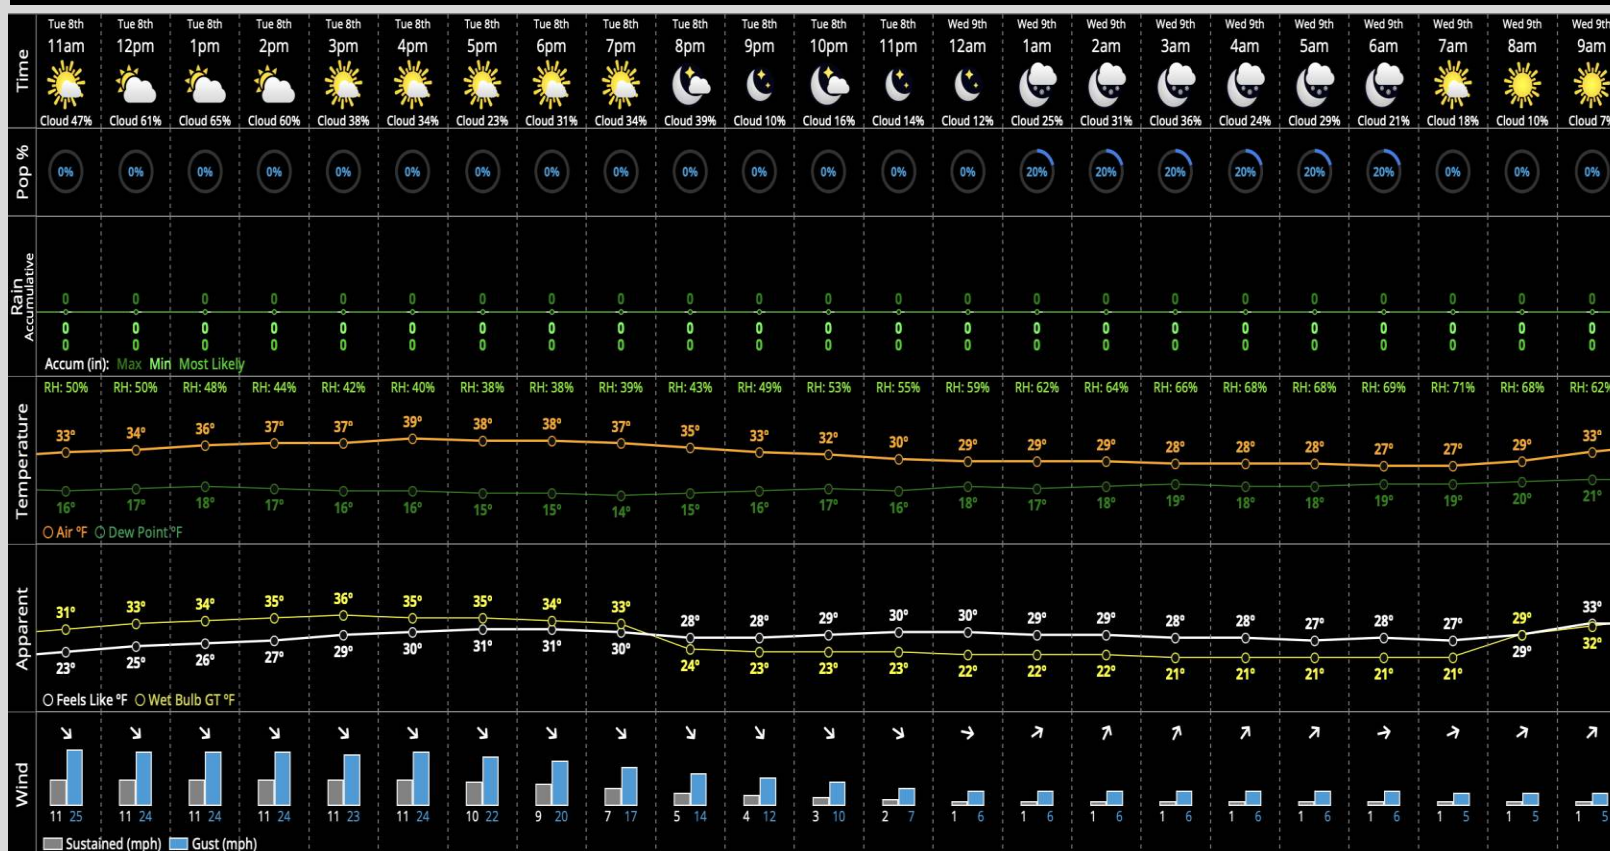 Time
Tue 8th Tue 8th Tue 8th Tue 8th Tue 8th Tue 8th Tue 8th Tue 8th Tue 8th Tue 8th Tue 8th Tue 8th Tue 8th Wed 9th Wed 9th Wed 9th Wed 9th Wed 9th Wed 9th Wed 9th Wed 9th Wed 9th Wed 9th
11am 12pm 1pm 2pm 3pm 4pm 5pm 6pm 7pm 8pm 9pm 10pm 11pm 12am 1am 2am 3am 4am 5am 6am 7am 8am 9am
Cloud 47% Cloud 61% Cloud 65% Cloud 60% Cloud 38% Cloud 34% Cloud 23% Cloud 31% Cloud 34% Cloud 39% Cloud 10% Cloud 16% Cloud 14% Cloud 12% Cloud 25% Cloud 31% Cloud 36% Cloud 24% Cloud 29% Cloud 21% Cloud 18% Cloud 10% Cloud 7%
Pop %
0% 0% 0% 0% 0% 0% 0% 0% 0% 0% 0% 0% 0% 0% 20% 20% 20% 20% 20% 20% 0% 0% 0%
Rain
Accumulative
0 0 0 0 0 0 0 0 0 0 0 0 0 0 0 0 0 0 0 0 0 0 0
0 0 0 0 0 0 0 0 0 0 0 0 0 0 0 0 0 0 0 0 0 0 0
0 0 0 0 0 0 0 0 0 0 0 0 0 0 0 0 0 0 0 0 0 0 0
Accum (in): Max Min Most Likely
Temperature
RH: 50% RH: 50% RH: 48% RH: 44% RH: 42% RH: 40% RH: 38% RH: 38% RH: 39% RH: 43% RH: 49% RH: 53% RH: 55% RH: 59% RH: 62% RH: 64% RH: 66% RH: 68% RH: 68% RH: 69% RH: 71% RH: 68% RH: 62%
33° 34° 36° 37° 37° 39° 38° 38° 37° 35° 33° 32° 30° 29° 29° 29° 28° 28° 28° 27° 27° 29° 33°
16° 17° 18° 17° 16° 16° 15° 15° 14° 15° 16° 17° 16° 18° 17° 18° 19° 18° 18° 19° 19° 20° 21°
Air °F Dew Point °F
Apparent
31° 33° 34° 35° 36° 35° 35° 34° 33° 28° 28° 29° 30° 30° 29° 29° 28° 28° 27° 28° 27° 29° 33°
23° 25° 26° 27° 29° 30° 31° 31° 30° 24° 23° 23° 23° 22° 22° 22° 21° 21° 21° 21° 21° 29° 32°
Feels Like °F Wet Bulb GT °F
Wind
11 25 11 24 11 24 11 24 11 23 11 24 10 22 9 20 7 17 5 14 4 12 3 10 2 7 1 6 1 6 1 6 1 6 1 6 1 6 1 6 1 5 1 5 1 5
Sustained (mph) Gust (mph)